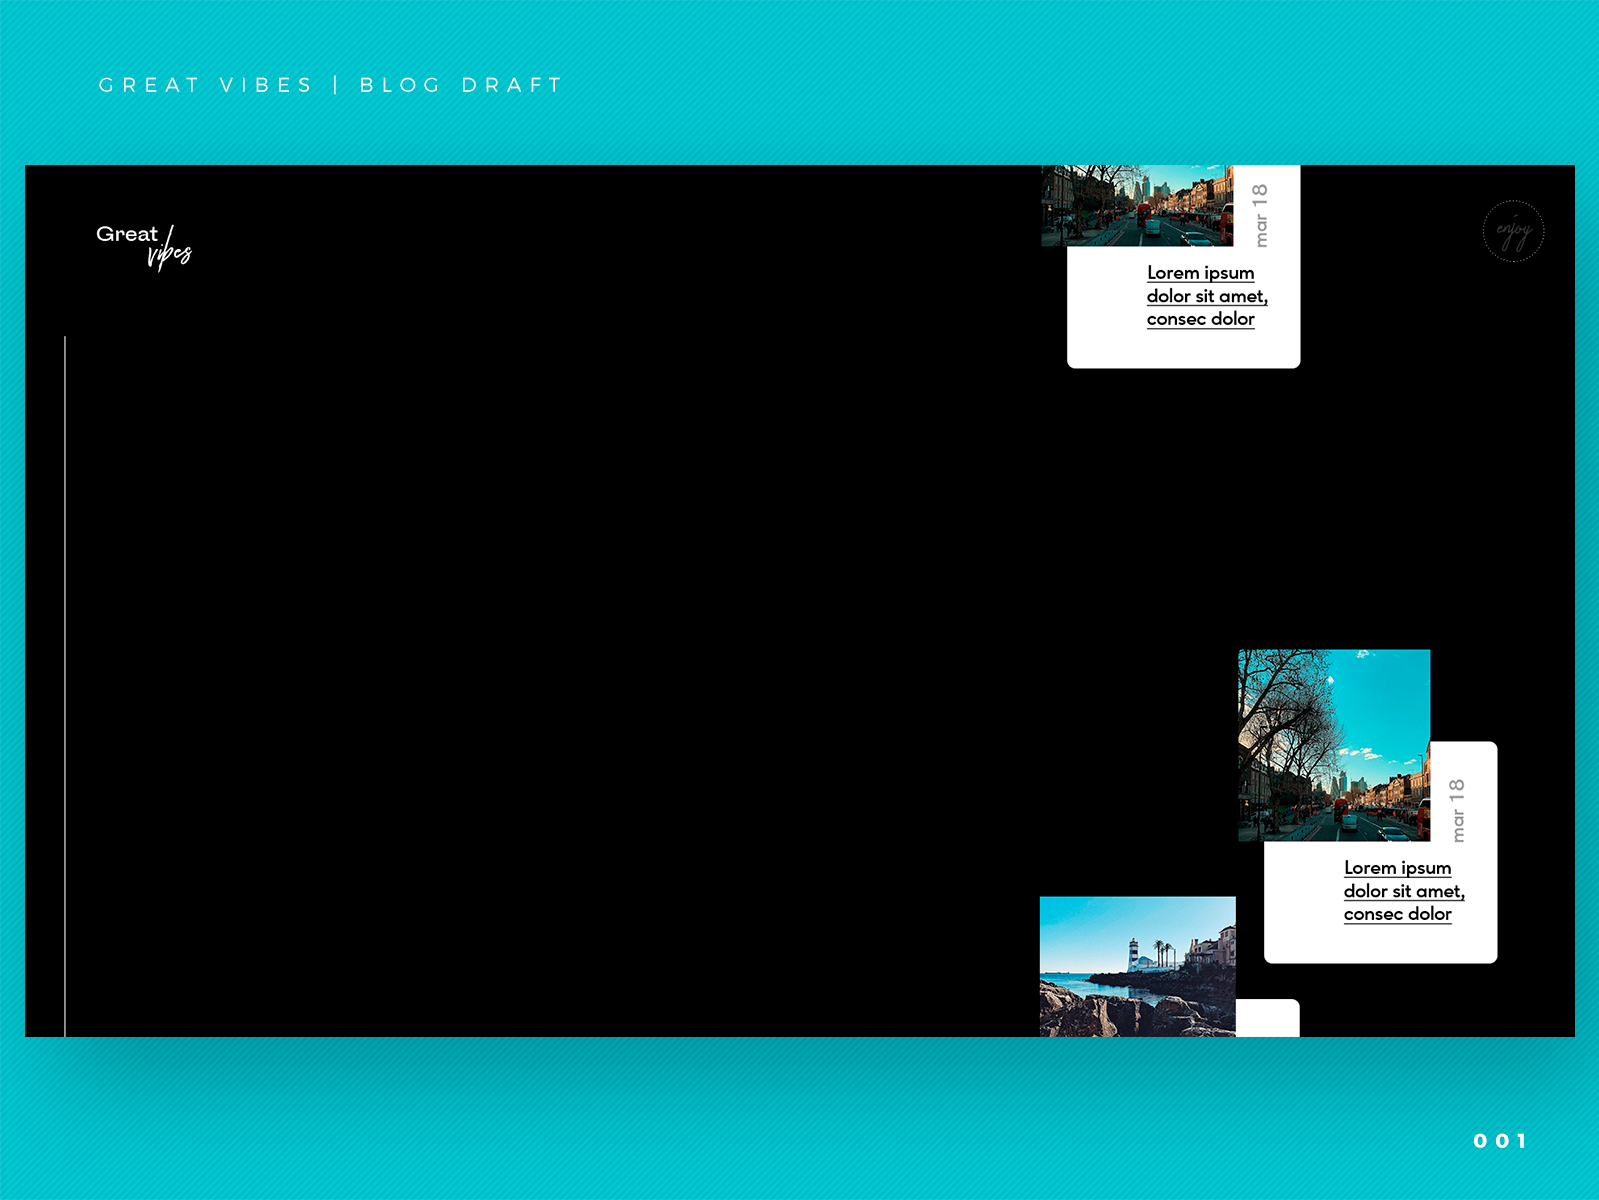 GREAT VIBES | BLOG DRAFT
Great
vibes
mar 18
enjoy
Lorem ipsum
dolor sit amet,
consec dolor
mar 18
Lorem ipsum
dolor sit amet,
consec dolor
001